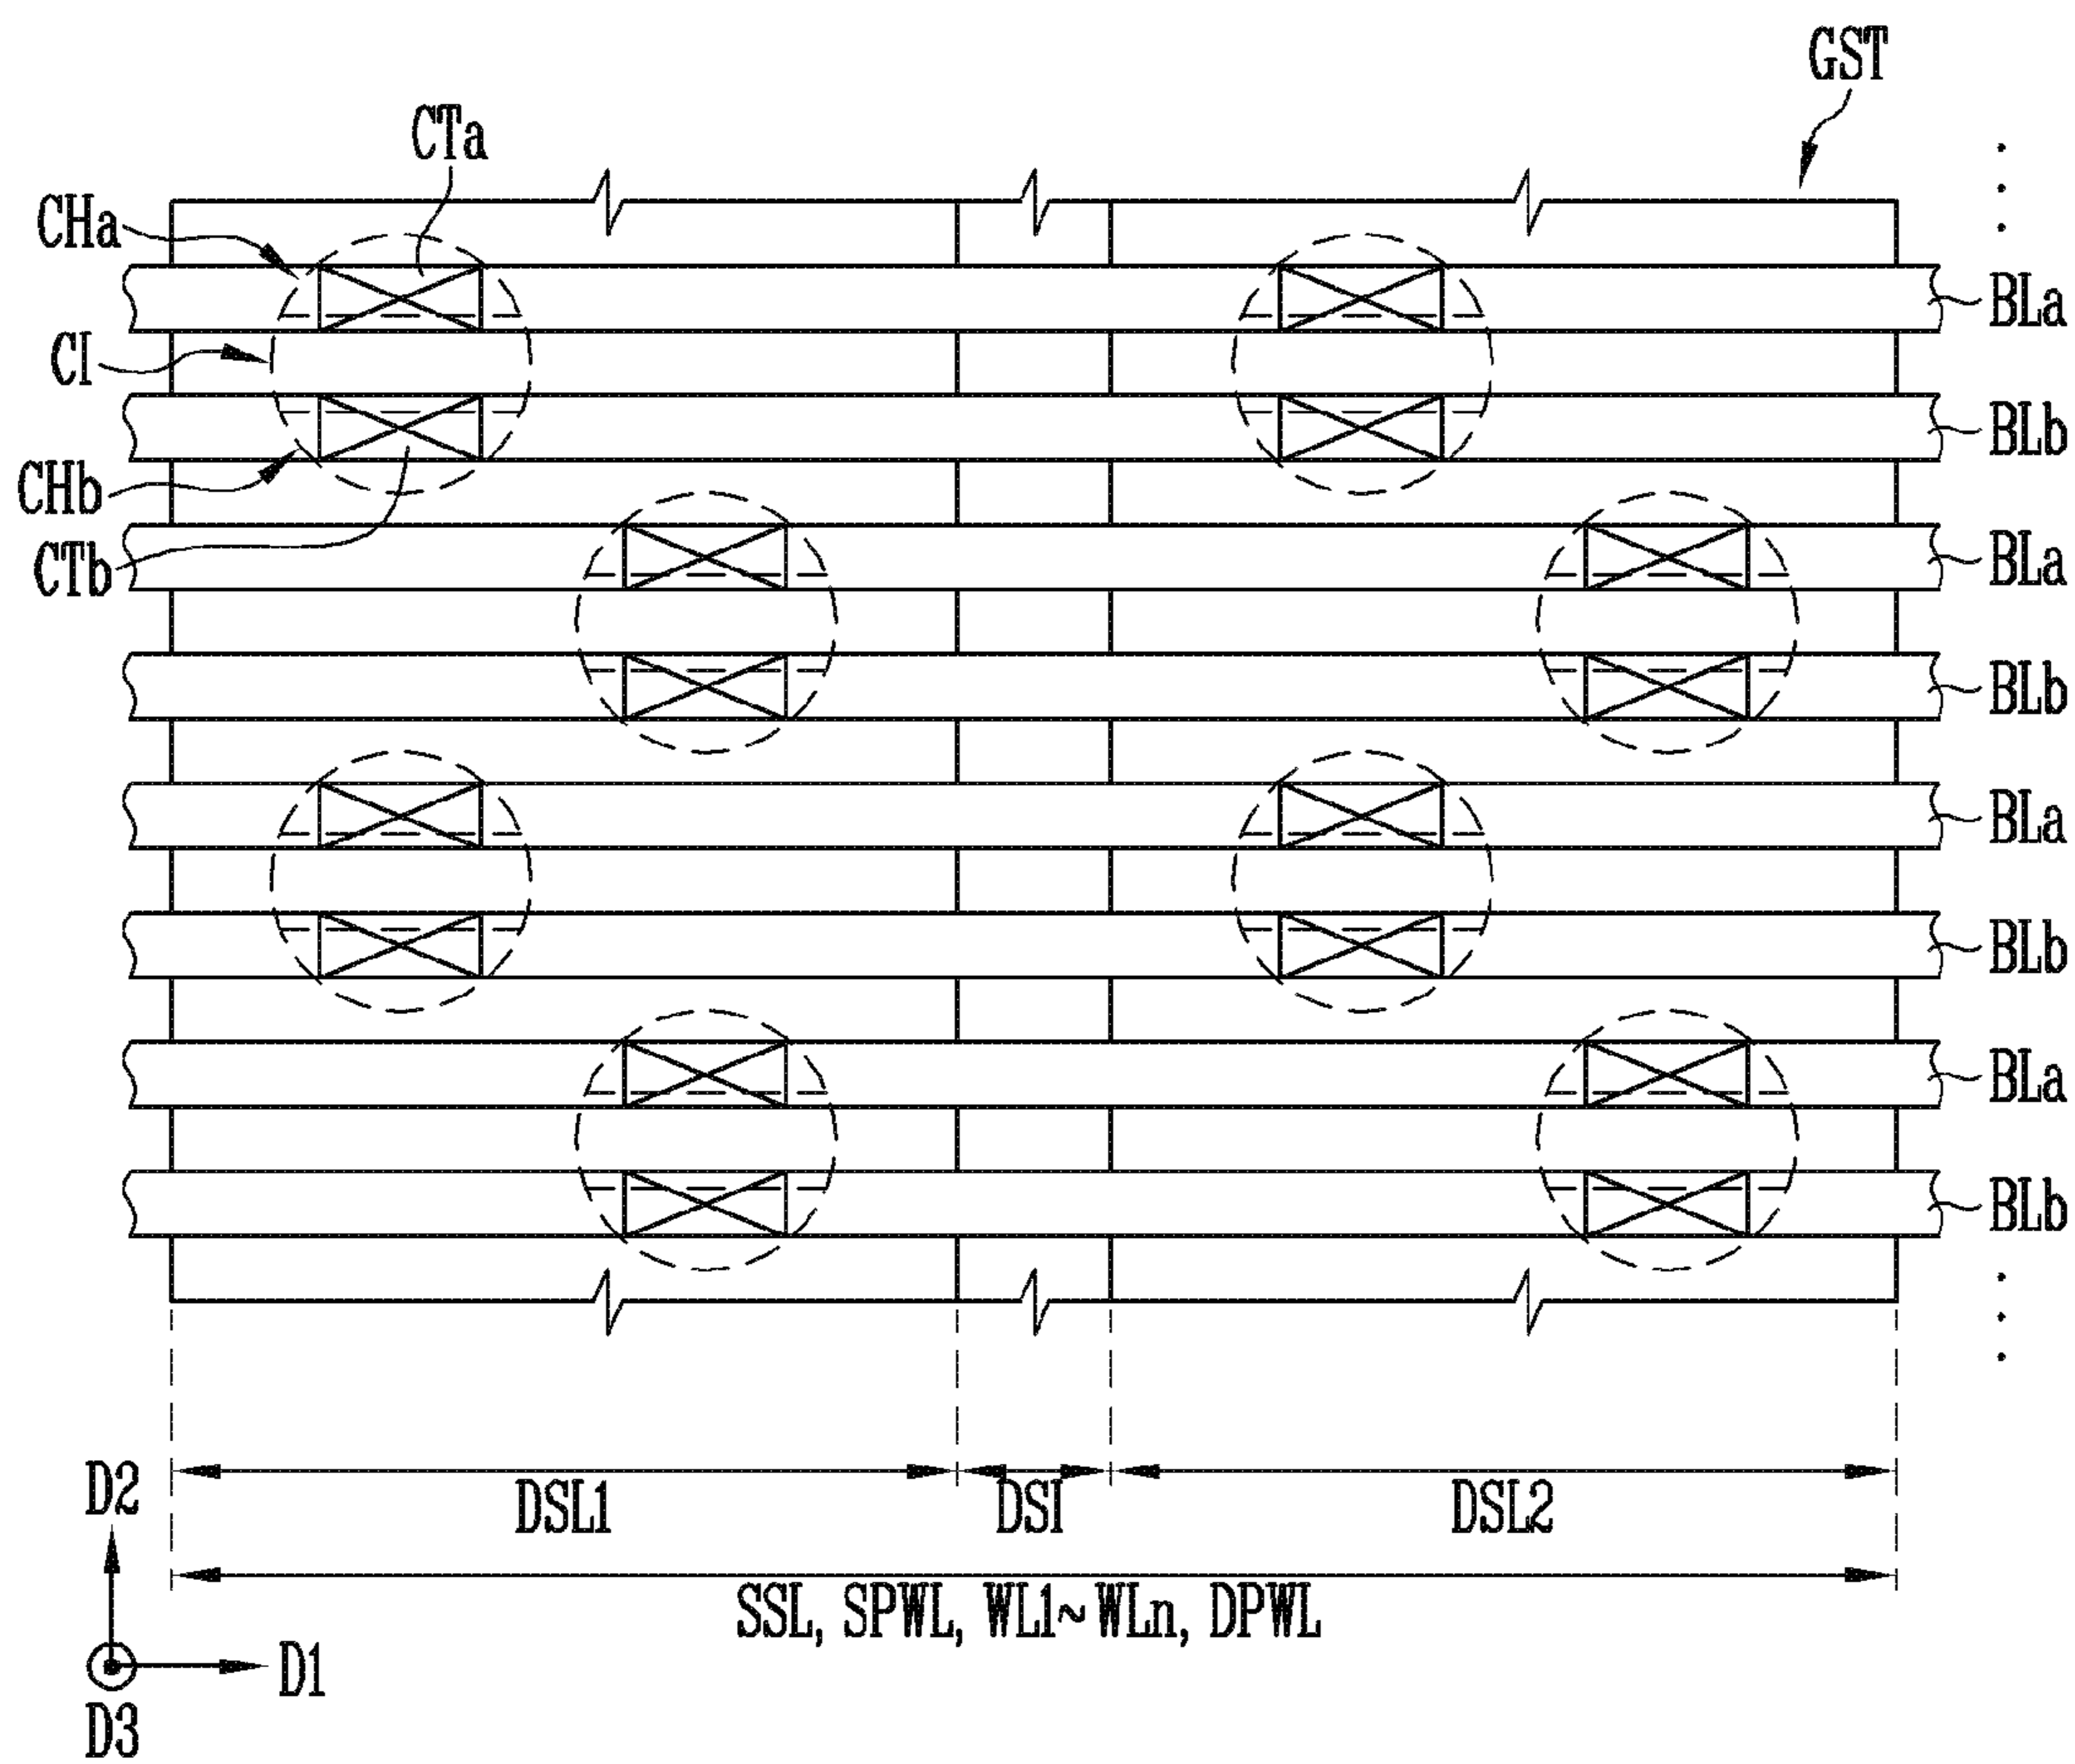 GST
CTa
CHa
BLa
CI
BLb
CHb
BLa
CTb
BLb
BLa
BLb
BLa
BLb
D2
DSL1
DSI
DSL2
SSL, SPWL, WL1~WLn, DPWL
D1
D3